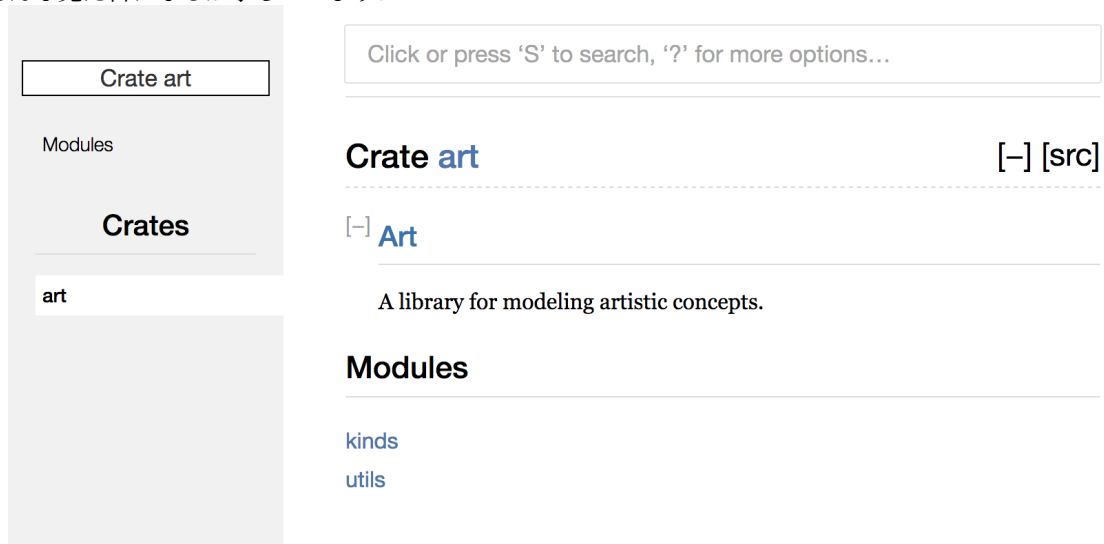 Click or press ‘S’ to search, ‘?’ for more options…
Crate art
Modules
Crates
art
Crate art
[–] [src]
[–] Art
A library for modeling artistic concepts.
Modules
kinds
utils